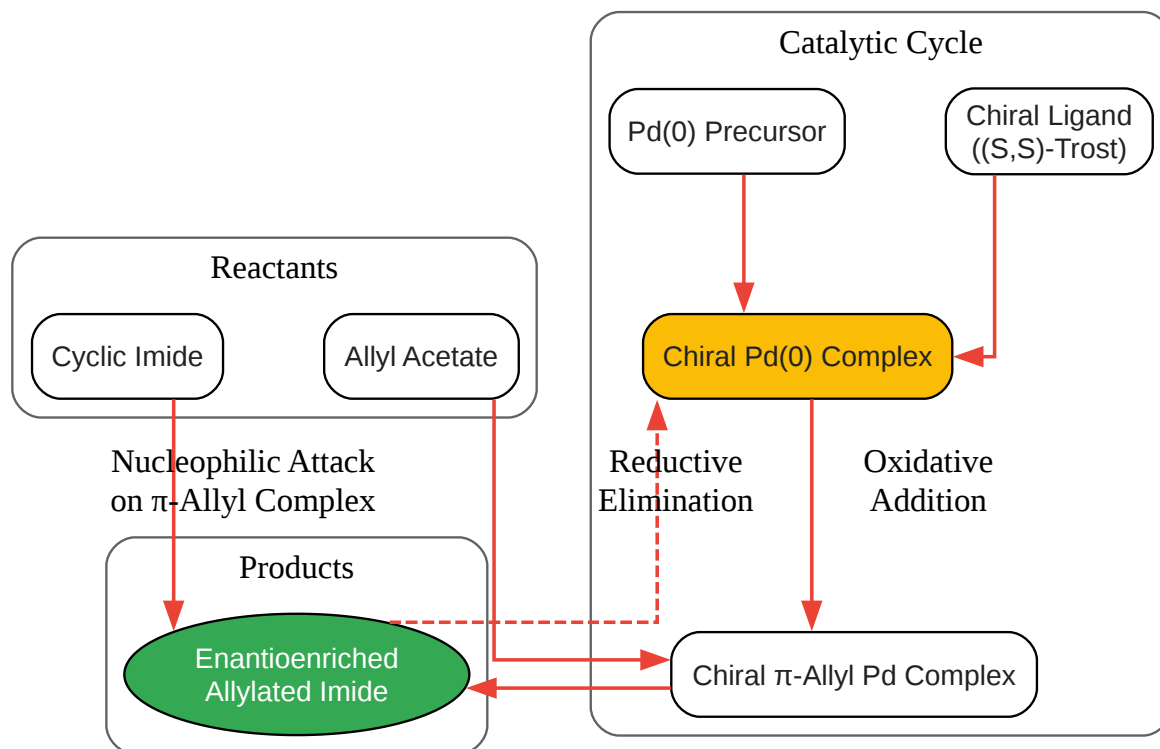 Catalytic Cycle
Pd(0) Precursor
Chiral Ligand
((S,S)-Trost)
Reactants
Cyclic Imide
Allyl Acetate
Chiral Pd(0) Complex
Nucleophilic Attack
on π-Allyl Complex
Reductive
Elimination
Oxidative
Addition
Products
Enantioenriched
Allylated Imide
Chiral π-Allyl Pd Complex